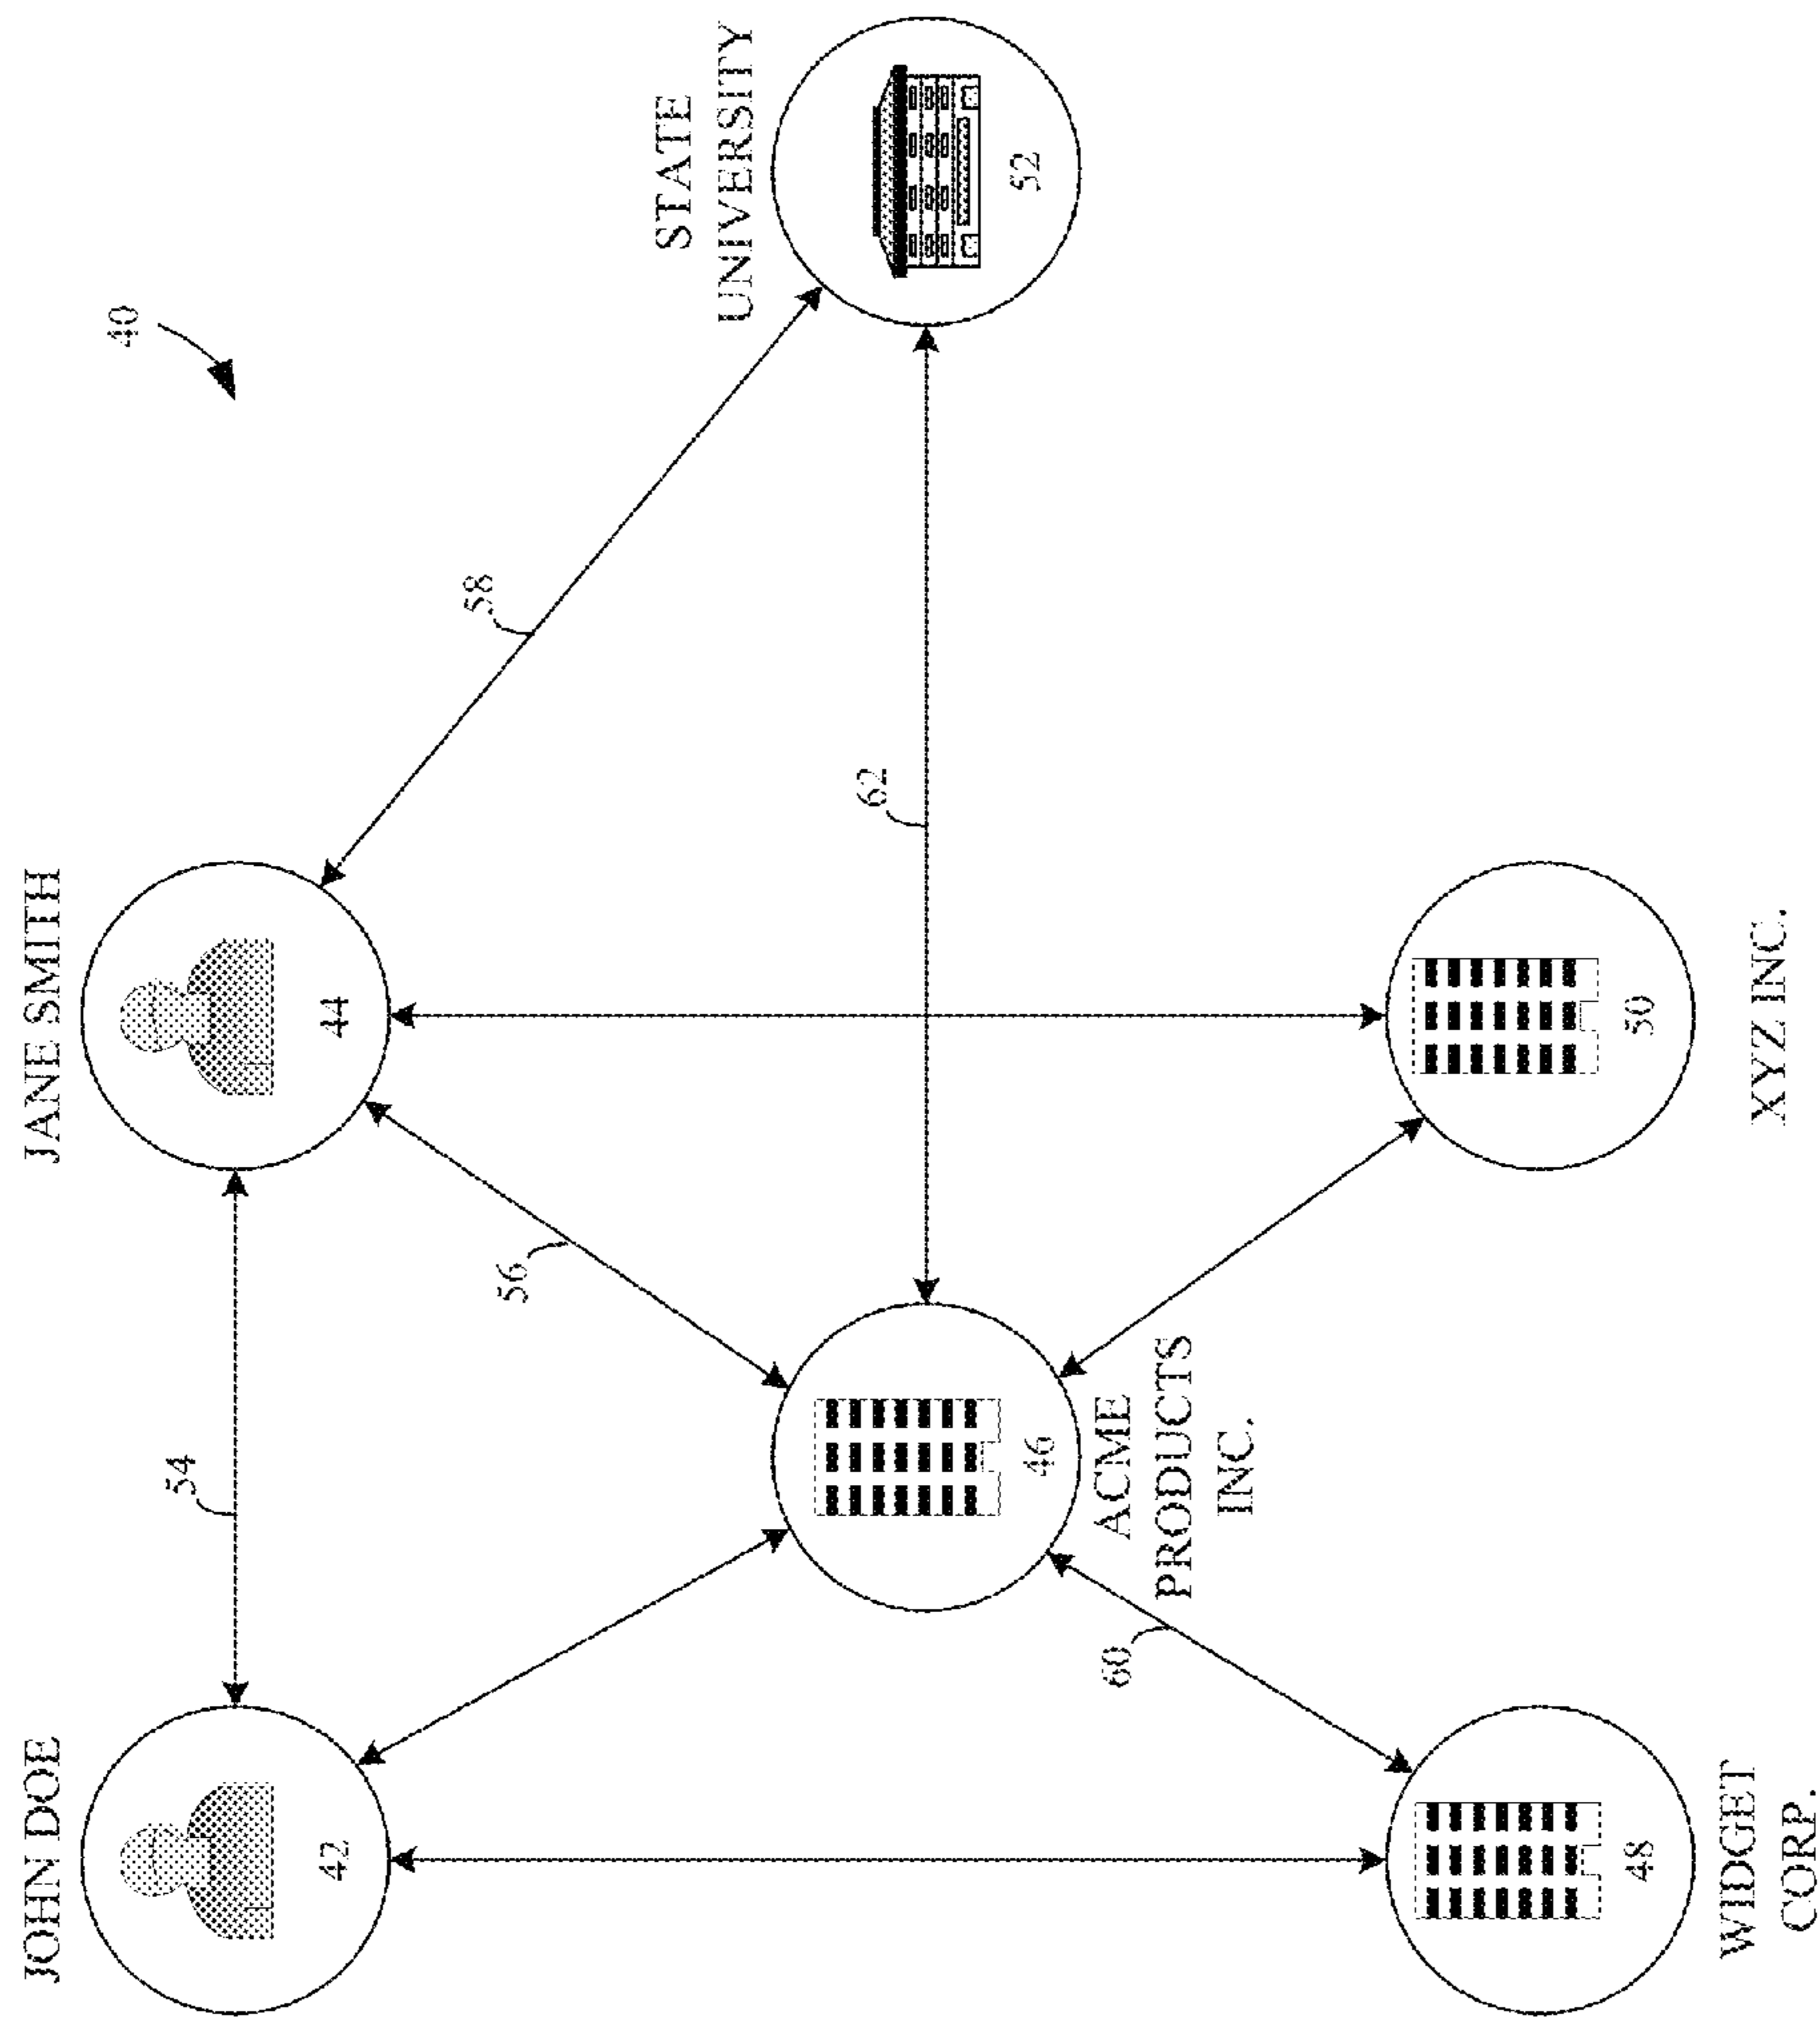 40
JOHN DOE
JANE SMITH
42
54
44
58
STATE
UNIVERSITY
56
62
46
52
ACME
PRODUCTS
INC.
60
48
50
WIDGET
CORP.
XYZ INC.